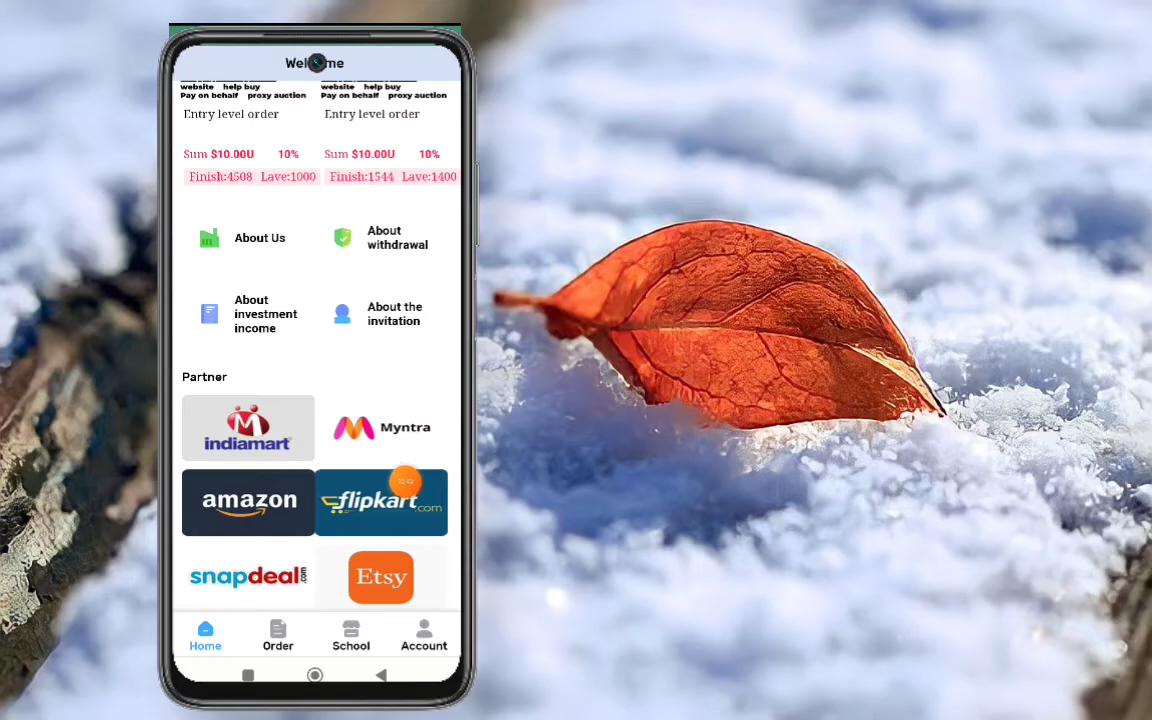 Welcome
website help buy website help buy
Pay on behalf proxy auction Pay on behalf proxy auction
Entry level order Entry level order
Sum $10.00U 10% Sum $10.00U 10%
Finish:4508 Lave:1000 Finish:1544 Lave:1400
About Us
About
withdrawal
About
investment
income
About the
invitation
Partner
indiamart
Myntra
amazon
flipkart.com
snapdeal.com
Etsy
Home Order School Account